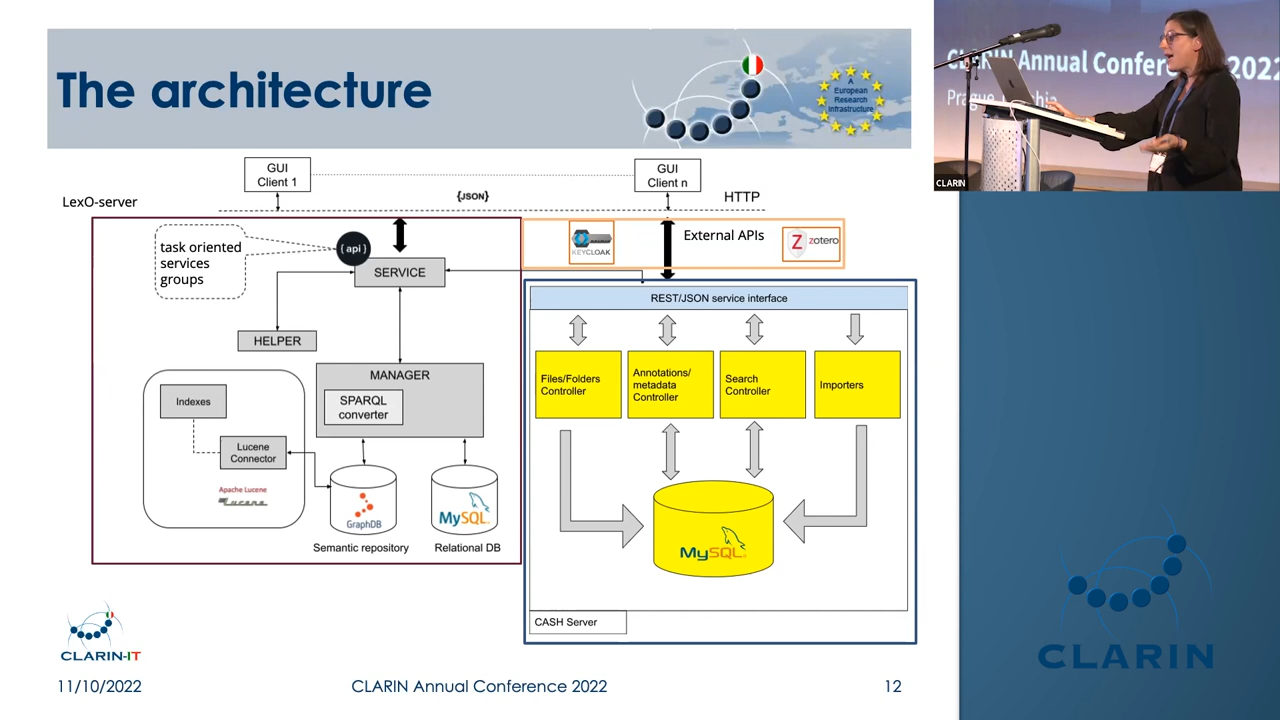 The architecture
A
European
Research
Infrastructure
CLARIN Annual Conference 2022
CLARIN
GUI
Client 1
GUI
Client n
{JSON}
HTTP
LexO-server
task oriented
services
groups
{ api }
SERVICE
KEYCLOAK
External APIs
zotero
REST/JSON service interface
HELPER
MANAGER
SPARQL
converter
Files/Folders
Controller
Annotations/
metadata
Controller
Search
Controller
Importers
Indexes
Lucene
Connector
Apache Lucene
Lucene
GraphDB
MySQL
Semantic repository
Relational DB
MySQL
CASH Server
CLARIN-IT
11/10/2022
CLARIN Annual Conference 2022
12
CLARIN